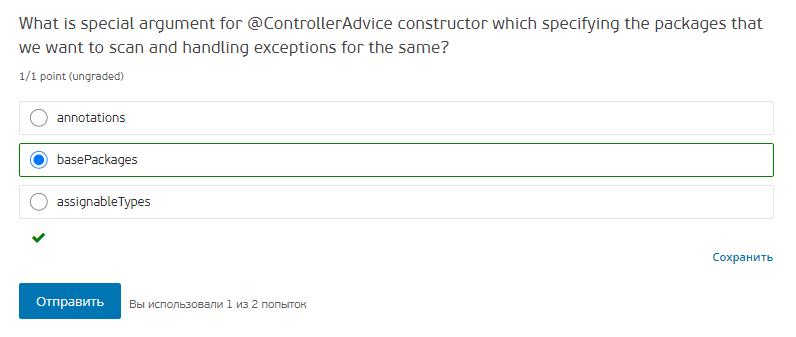 What is special argument for @ControllerAdvice constructor which specifying the packages that
we want to scan and handling exceptions for the same?
1/1 point (ungraded)
annotations
basePackages
assignableTypes
Сохранить
Отправить
Вы использовали 1 из 2 попыток